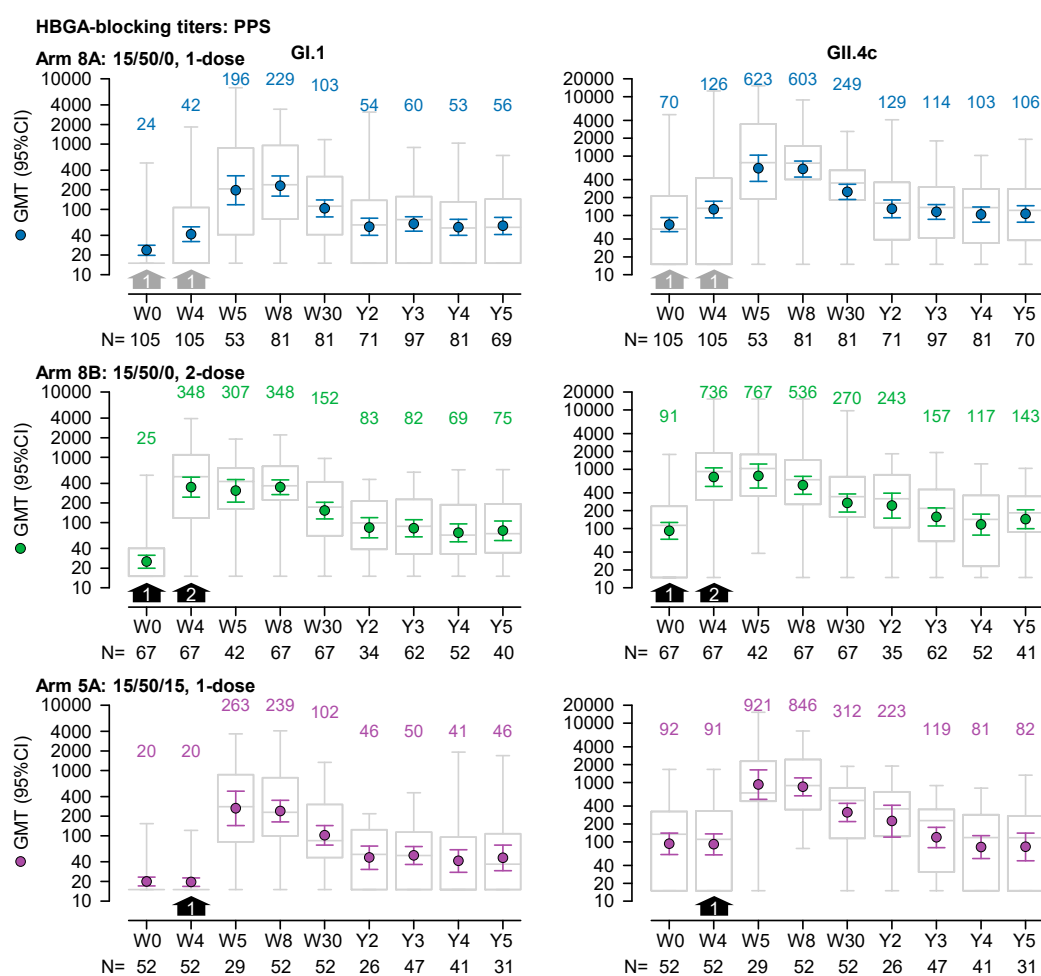 HBGA-blocking titers: PPS
Arm 8A: 15/50/0, 1-dose
GI.1
GII.4c
GMT (95%CI)
10000
4000
2000
1000
400
200
100
40
20
10
24 42 196 229 103 54 60 53 56
1 1
W0 W4 W5 W8 W30 Y2 Y3 Y4 Y5
N= 105 105 53 81 81 71 97 81 69
20000
10000
4000
2000
1000
400
200
100
40
20
10
70 126 623 603 249 129 114 103 106
1 1
W0 W4 W5 W8 W30 Y2 Y3 Y4 Y5
105 105 53 81 81 71 97 81 70
Arm 8B: 15/50/0, 2-dose
GMT (95%CI)
10000
4000
2000
1000
400
200
100
40
20
10
25 348 307 348 152 83 82 69 75
1 2
W0 W4 W5 W8 W30 Y2 Y3 Y4 Y5
N= 67 67 42 67 67 34 62 52 40
20000
10000
4000
2000
1000
400
200
100
40
20
10
91 736 767 536 270 243 157 117 143
1 2
W0 W4 W5 W8 W30 Y2 Y3 Y4 Y5
67 67 42 67 67 35 62 52 41
Arm 5A: 15/50/15, 1-dose
GMT (95%CI)
10000
4000
2000
1000
400
200
100
40
20
10
20 20 263 239 102 46 50 41 46
1
W0 W4 W5 W8 W30 Y2 Y3 Y4 Y5
N= 52 52 29 52 52 26 47 41 31
20000
10000
4000
2000
1000
400
200
100
40
20
10
92 91 921 846 312 223 119 81 82
1
W0 W4 W5 W8 W30 Y2 Y3 Y4 Y5
52 52 29 52 52 26 47 41 31